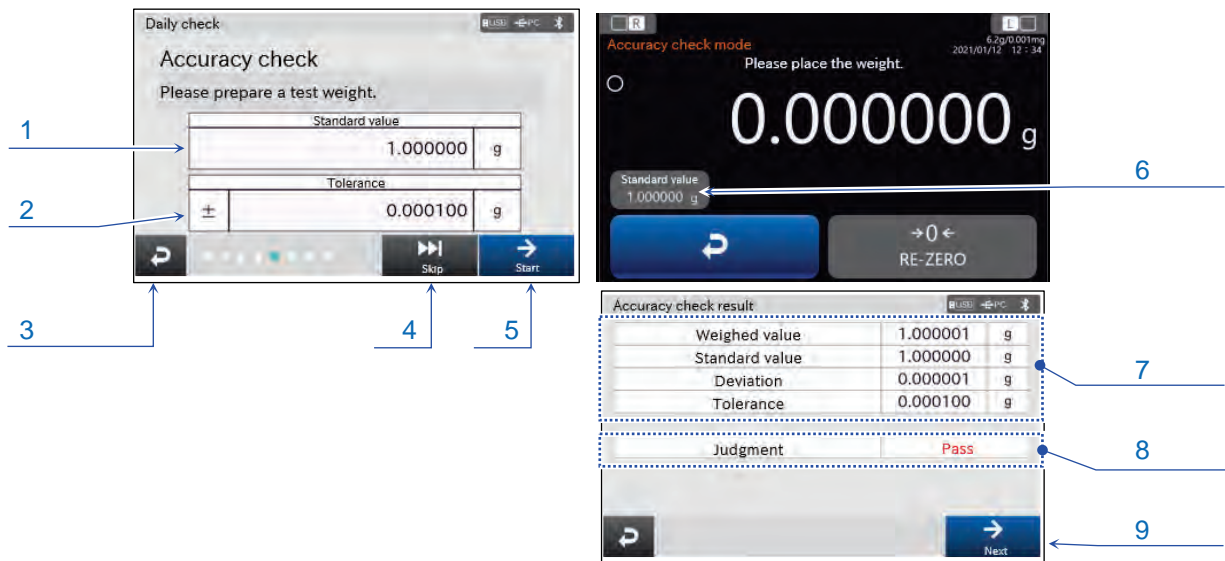 Daily check
USB PC
Accuracy check
Please prepare a test weight.
Standard value
1.000000 g
Tolerance
± 0.000100 g
Skip
Start
1
2
3
4
5
R
L
Accuracy check mode
6.2g/0.001mg
2021/01/12 12:34
Please place the weight.
0.000000 g
Standard value
1.000000 g
→0←
RE-ZERO
6
Accuracy check result
USB PC
Weighed value 1.000001 g
Standard value 1.000000 g
Deviation 0.000001 g
Tolerance 0.000100 g
Judgment Pass
Next
7
8
9